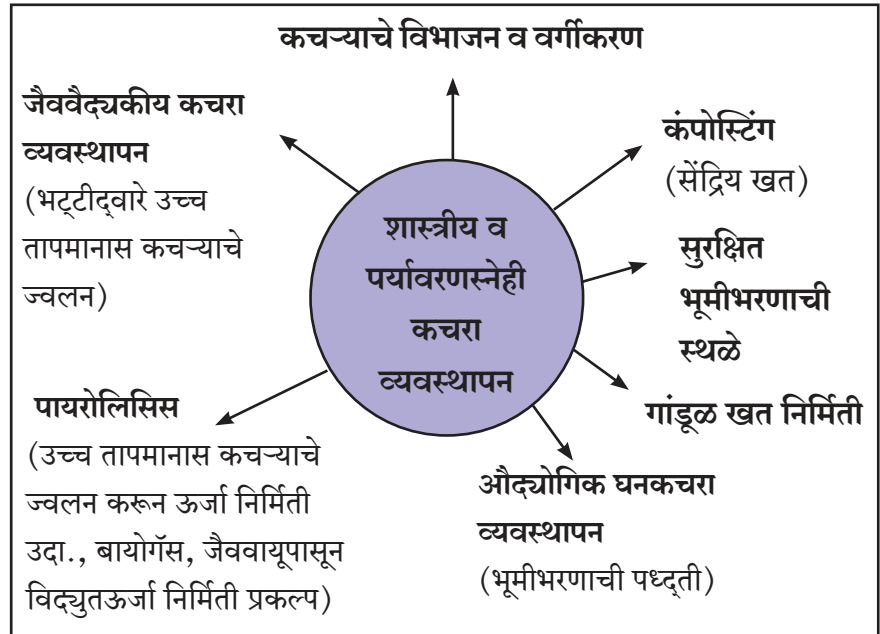 कचऱ्याचे विभाजन व वर्गीकरण
जैववैद्यकीय कचरा
व्यवस्थापन
(भट्टीद्वारे उच्च
तापमानास कचऱ्याचे
ज्वलन)
कंपोस्टिंग
(सेंद्रिय खत)
शास्त्रीय व
पर्यावरणस्नेही
कचरा
व्यवस्थापन
सुरक्षित
भूमीभरणाची
स्थळे
गांडूळ खत निर्मिती
पायरोलिसिस
(उच्च तापमानास कचऱ्याचे
ज्वलन करून ऊर्जा निर्मिती
उदा., बायोगॅस, जैववायूपासून
विद्युतऊर्जा निर्मिती प्रकल्प)
औद्योगिक घनकचरा
व्यवस्थापन
(भूमीभरणाची पध्द्ती)